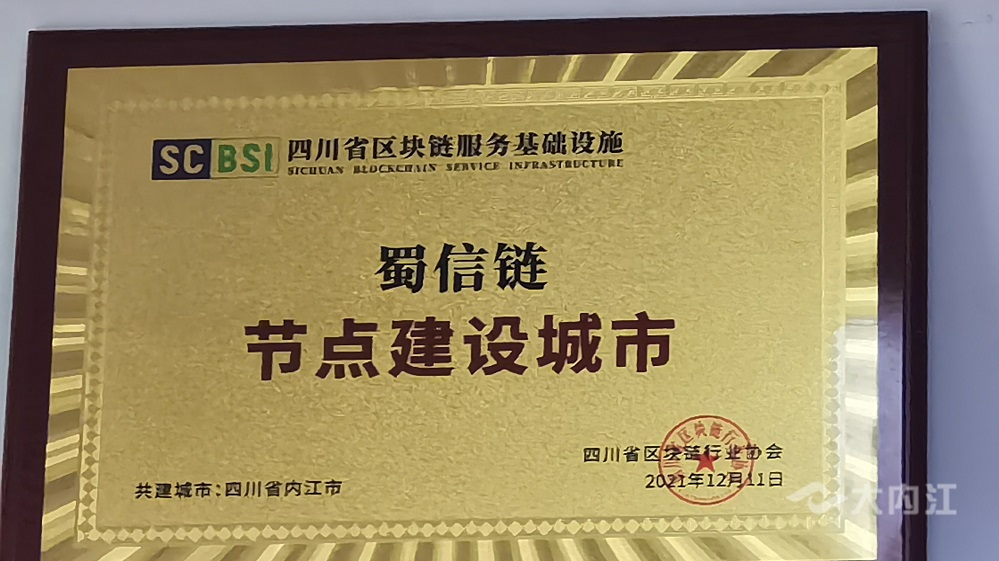 SCBSI 四川省区块链服务基础设施
SICHUAN BLOCKCHAIN SERVICE INFRASTRUCTURE
蜀信链
节点建设城市
四川省区块链行业协会
2021年12月11日
共建城市:四川省内江市
大内江